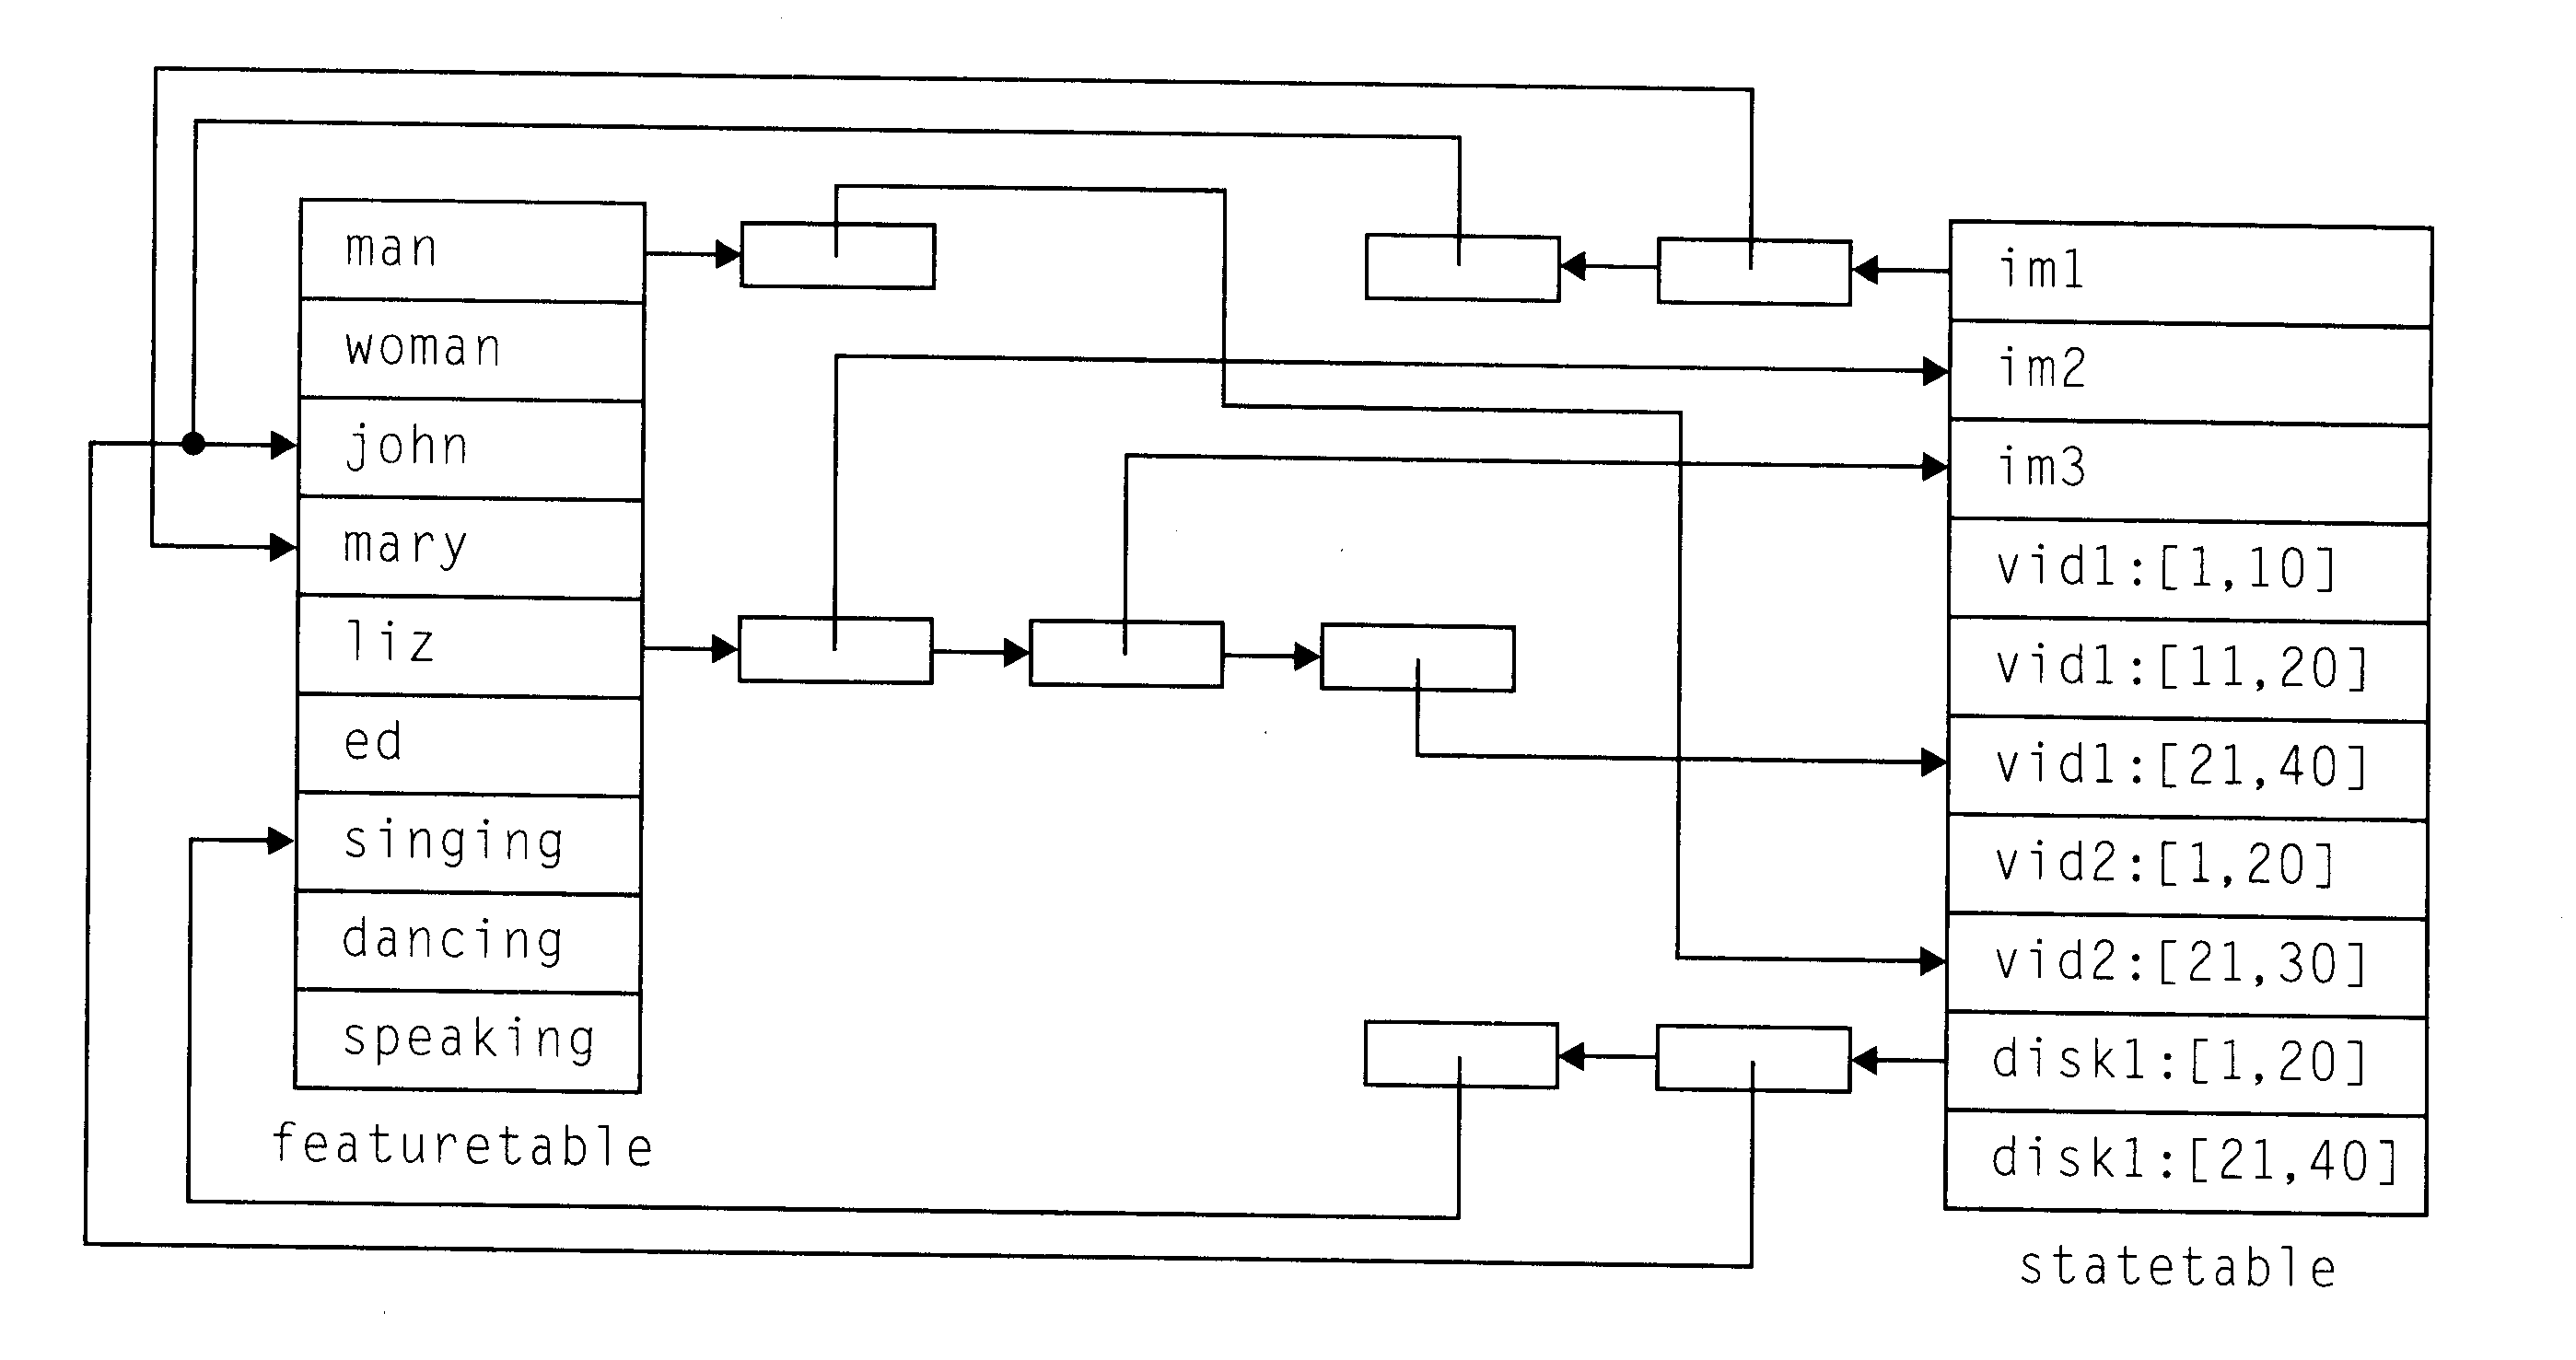 man
woman
john
mary
liz
ed
singing
dancing
speaking
featuretable
im1
im2
im3
vid1:[1,10]
vid1:[11,20]
vid1:[21,40]
vid2:[1,20]
vid2:[21,30]
disk1:[1,20]
disk1:[21,40]
statetable